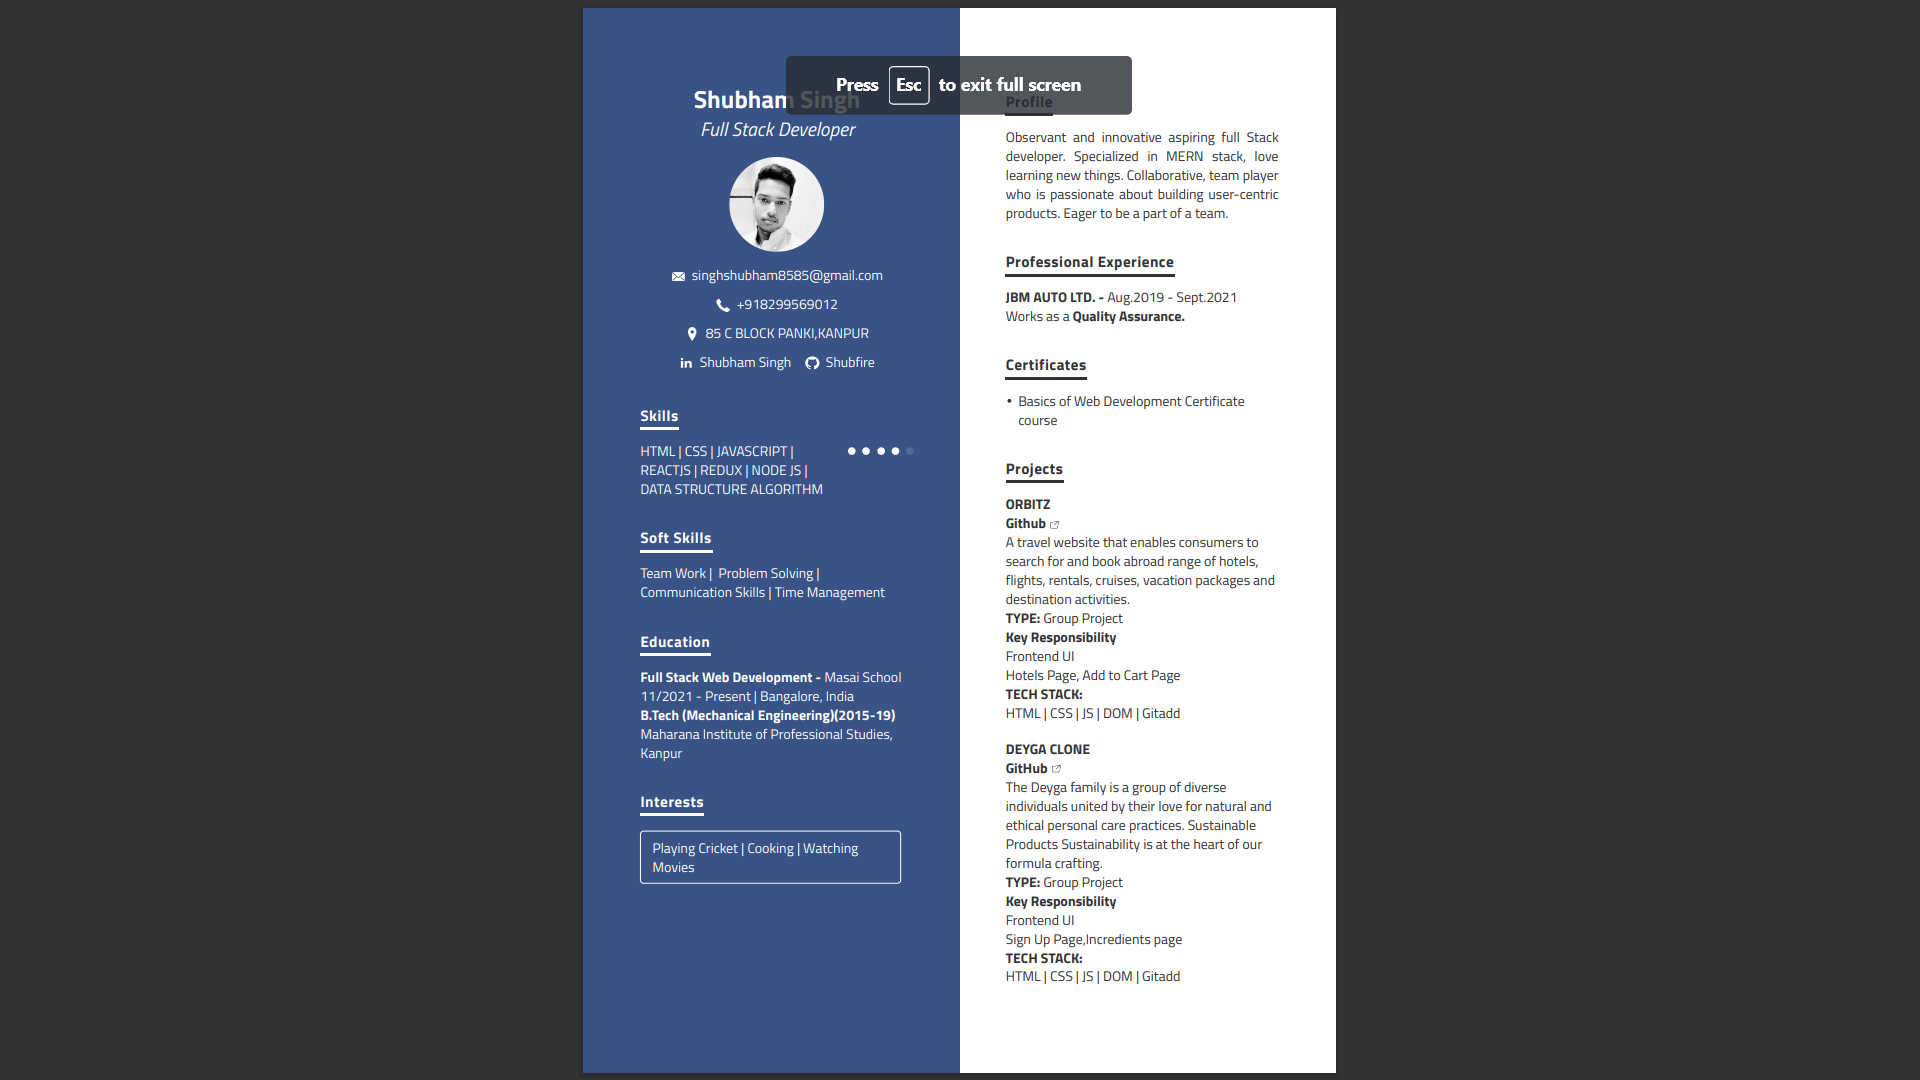 Press Esc to exit full screen
Shubham Singh
Full Stack Developer
singhshubham8585@gmail.com
+918299569012
85 C BLOCK PANKI,KANPUR
Shubham Singh Shubfire
Skills
HTML | CSS | JAVASCRIPT |
REACTJS | REDUX | NODE JS |
DATA STRUCTURE ALGORITHM
Soft Skills
Team Work |  Problem Solving |
Communication Skills | Time Management
Education
Full Stack Web Development - Masai School
11/2021 - Present | Bangalore, India
B.Tech (Mechanical Engineering)(2015-19)
Maharana Institute of Professional Studies,
Kanpur
Interests
Playing Cricket | Cooking | Watching
Movies
Profile
Observant and innovative aspiring full Stack
developer. Specialized in MERN stack, love
learning new things. Collaborative, team player
who is passionate about building user-centric
products. Eager to be a part of a team.
Professional Experience
JBM AUTO LTD. - Aug.2019 - Sept.2021
Works as a Quality Assurance.
Certificates
• Basics of Web Development Certificate
course
Projects
ORBITZ
Github
A travel website that enables consumers to
search for and book abroad range of hotels,
flights, rentals, cruises, vacation packages and
destination activities.
TYPE: Group Project
Key Responsibility
Frontend UI
Hotels Page, Add to Cart Page
TECH STACK:
HTML | CSS | JS | DOM | Gitadd
DEYGA CLONE
GitHub
The Deyga family is a group of diverse
individuals united by their love for natural and
ethical personal care practices. Sustainable
Products Sustainability is at the heart of our
formula crafting.
TYPE: Group Project
Key Responsibility
Frontend UI
Sign Up Page,Incredients page
TECH STACK:
HTML | CSS | JS | DOM | Gitadd